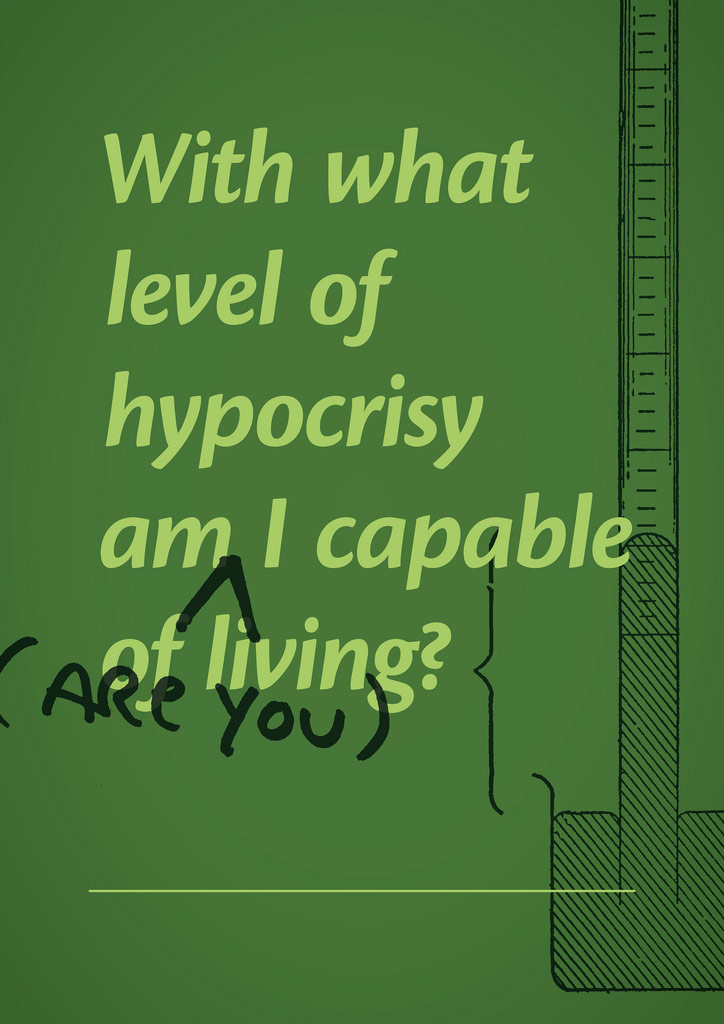 With what
level of
hypocrisy
am I capable
of living?
(ARe YOU)